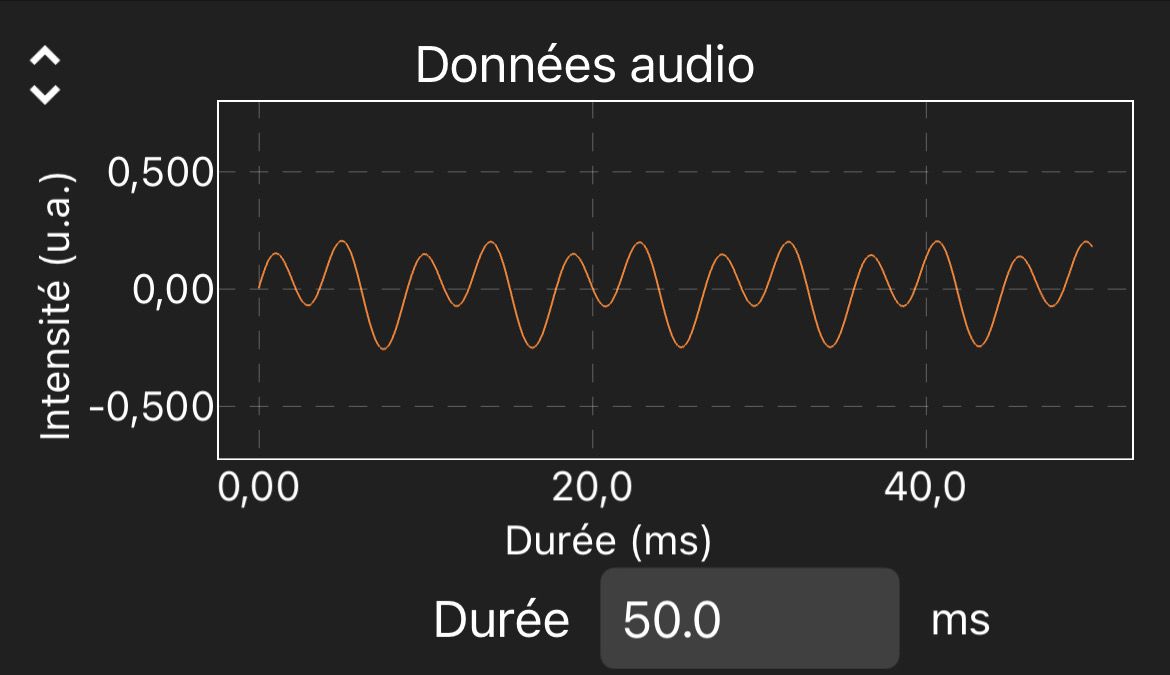 Données audio
Intensité (u.a.)
0,500
0,00
-0,500
0,00 20,0 40,0
Durée (ms)
Durée 50.0 ms